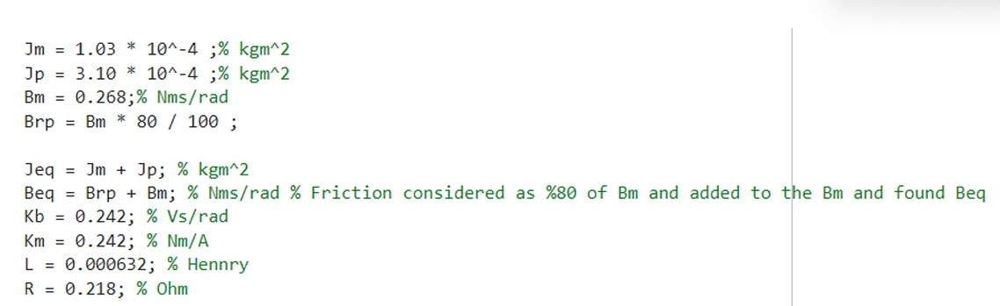 Jm = 1.03 * 10^-4 ;% kgm^2
Jp = 3.10 * 10^-4 ;% kgm^2
Bm = 0.268;% Nms/rad
Brp = Bm * 80 / 100 ;
Jeq = Jm + Jp; % kgm^2
Beq = Brp + Bm; % Nms/rad % Friction considered as %80 of Bm and added to the Bm and found Beq
Kb = 0.242; % Vs/rad
Km = 0.242; % Nm/A
L = 0.000632; % Hennry
R = 0.218; % Ohm